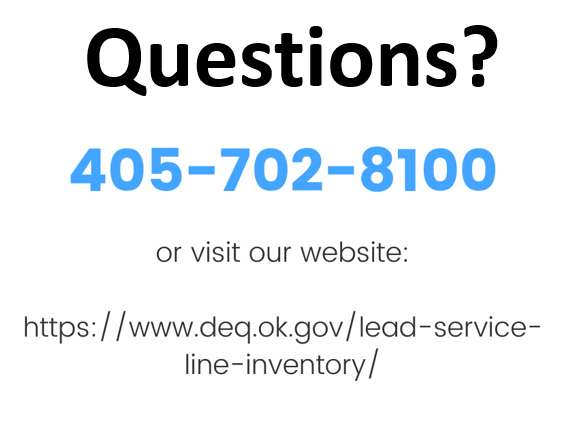 Questions?
405-702-8100
or visit our website:
https://www.deq.ok.gov/lead-service-
line-inventory/